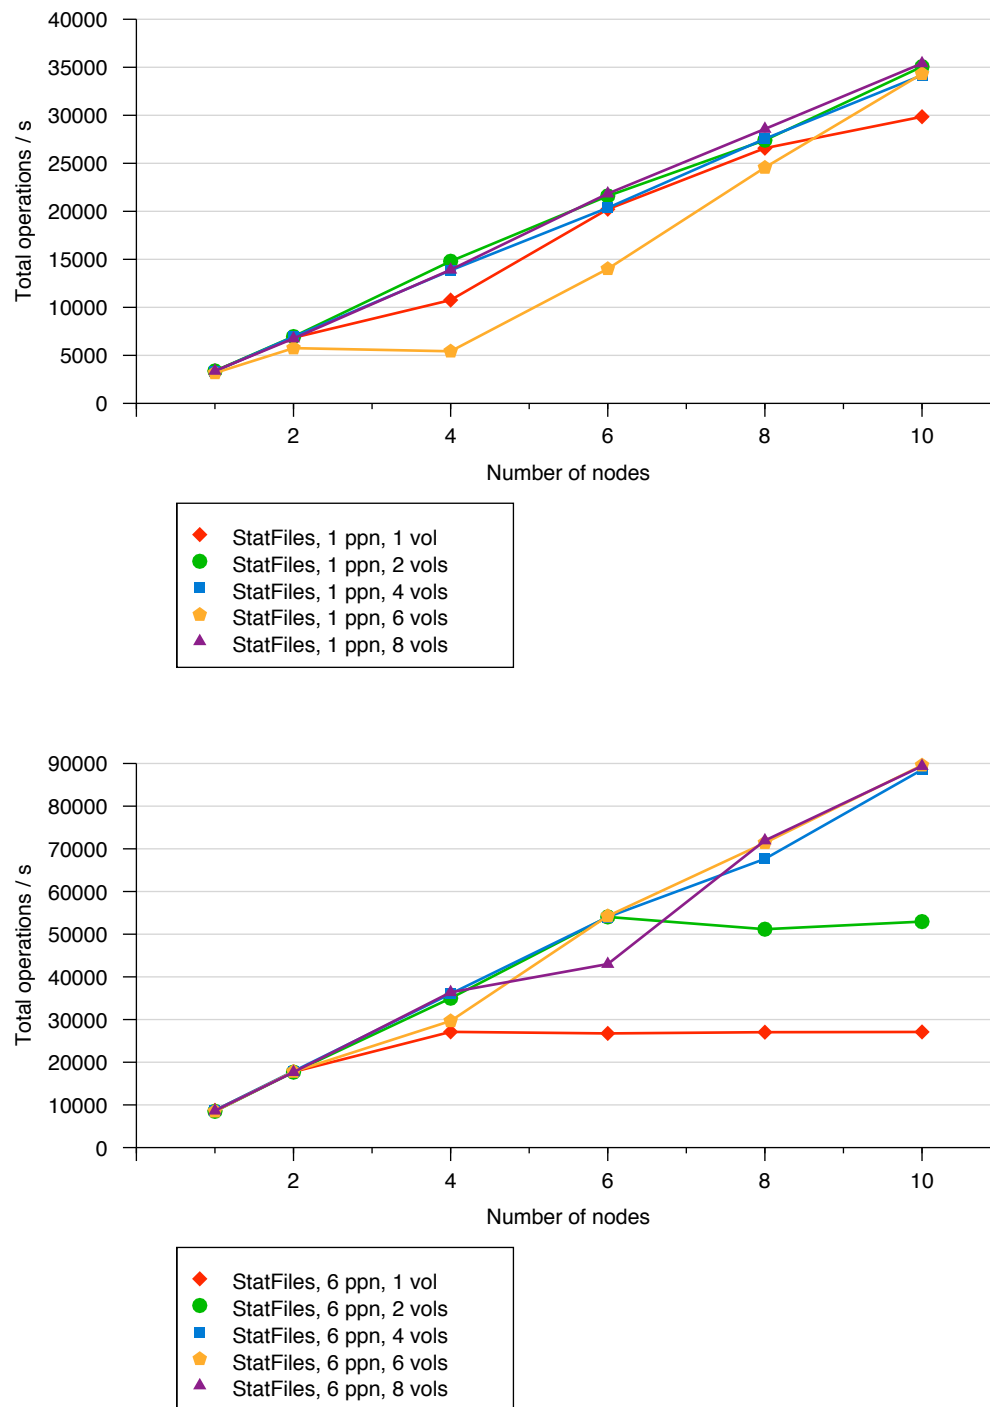 40000
35000
30000
25000
20000
15000
10000
5000
0
Total operations / s
2 4 6 8 10
Number of nodes
StatFiles, 1 ppn, 1 vol
StatFiles, 1 ppn, 2 vols
StatFiles, 1 ppn, 4 vols
StatFiles, 1 ppn, 6 vols
StatFiles, 1 ppn, 8 vols
90000
80000
70000
60000
50000
40000
30000
20000
10000
0
Total operations / s
2 4 6 8 10
Number of nodes
StatFiles, 6 ppn, 1 vol
StatFiles, 6 ppn, 2 vols
StatFiles, 6 ppn, 4 vols
StatFiles, 6 ppn, 6 vols
StatFiles, 6 ppn, 8 vols